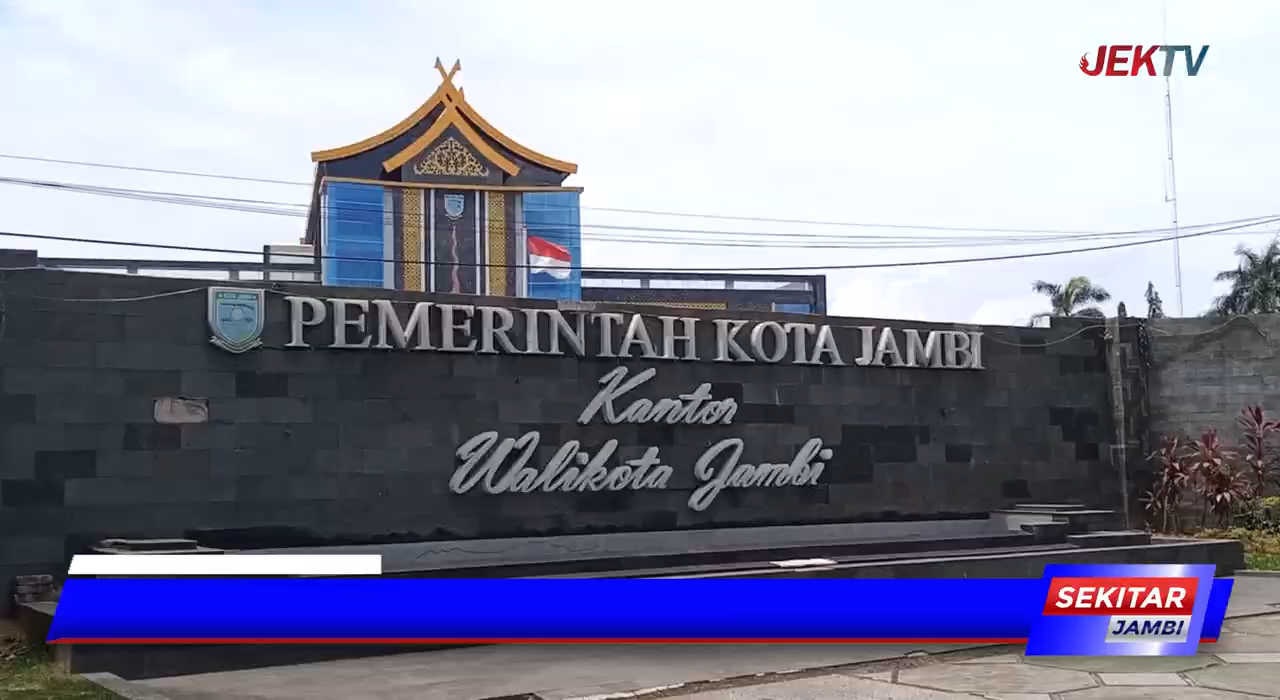 JEKTV
PEMERINTAH KOTA JAMBI
Kantor
Walikota Jambi
SEKITAR
JAMBI